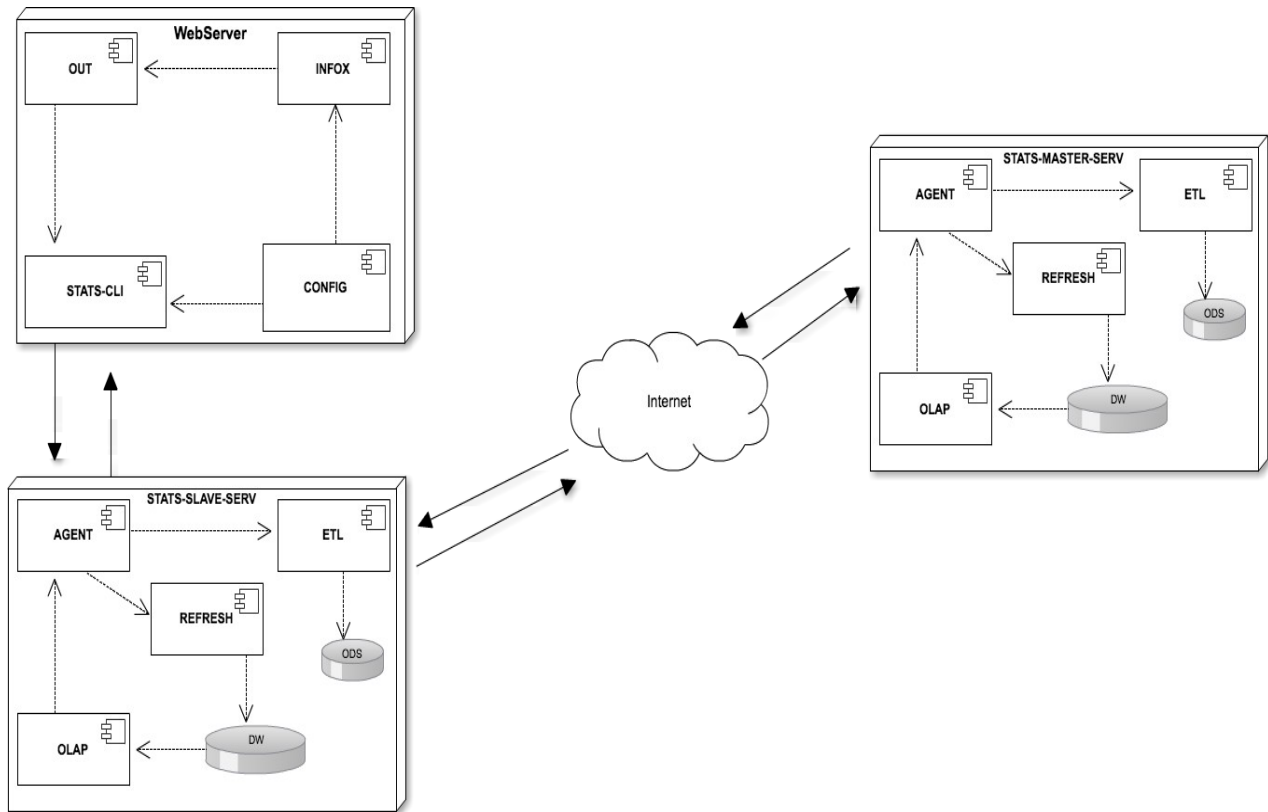 WebServer
OUT
INFOX
STATS-CLI
CONFIG
STATS-MASTER-SERV
AGENT
ETL
REFRESH
ODS
OLAP
DW
Internet
STATS-SLAVE-SERV
AGENT
ETL
REFRESH
ODS
OLAP
DW